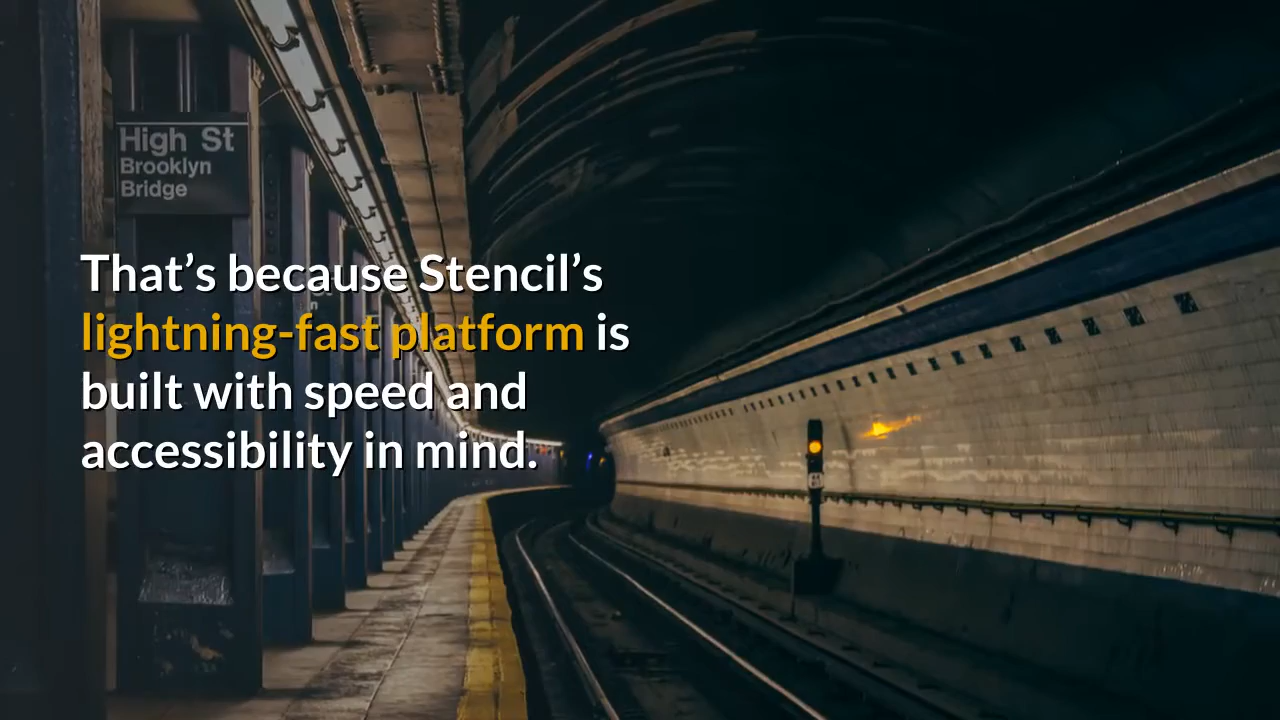 High St
Brooklyn
Bridge
That’s because Stencil’s
lightning-fast platform is
built with speed and
accessibility in mind.